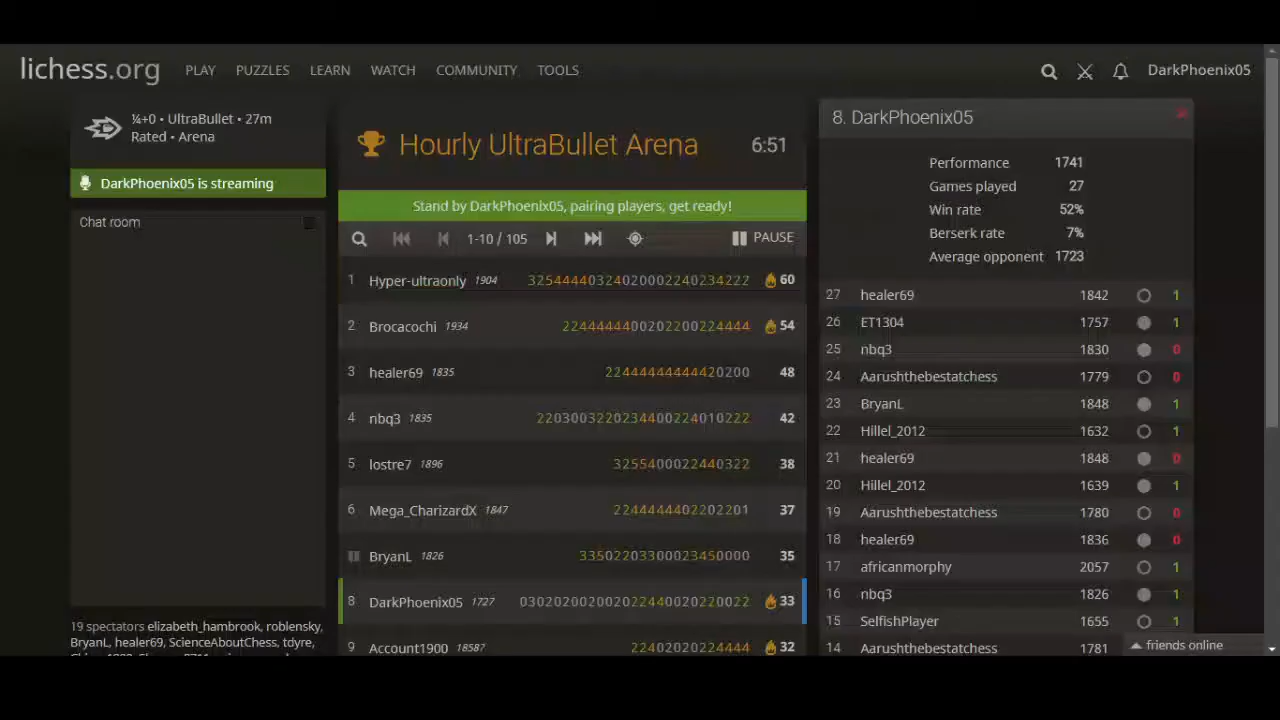 lichess.org PLAY PUZZLES LEARN WATCH COMMUNITY TOOLS DarkPhoenix05
¼+0 • UltraBullet • 27m
Rated • Arena
DarkPhoenix05 is streaming
Chat room
19 spectators elizabeth_hambrook, roblensky,
BryanL, healer69, ScienceAboutChess, tdyre,
Hourly UltraBullet Arena 6:51
Stand by DarkPhoenix05, pairing players, get ready!
1-10 / 105 PAUSE
1 Hyper-ultraonly 1904 32544440324020002240234222 60
2 Brocacochi 1934 2244444400202200224444 54
3 healer69 1835 22444444444420200 48
4 nbq3 1835 2203003220234400224010222 42
5 lostre7 1896 3255400022440322 38
6 Mega_CharizardX 1847 2244444402202201 37
BryanL 1826 33502203300023450000 35
8 DarkPhoenix05 1727 030202002002022440020220022 33
9 Account1900 1858? 22402020224444 32
8. DarkPhoenix05
Performance 1741
Games played 27
Win rate 52%
Berserk rate 7%
Average opponent 1723
27 healer69 1842 1
26 ET1304 1757 1
25 nbq3 1830 0
24 Aarushthebestatchess 1779 0
23 BryanL 1848 1
22 Hillel_2012 1632 1
21 healer69 1848 0
20 Hillel_2012 1639 1
19 Aarushthebestatchess 1780 0
18 healer69 1836 0
17 africanmorphy 2057 1
16 nbq3 1826 1
15 SelfishPlayer 1655 1
14 Aarushthebestatchess 1781
friends online